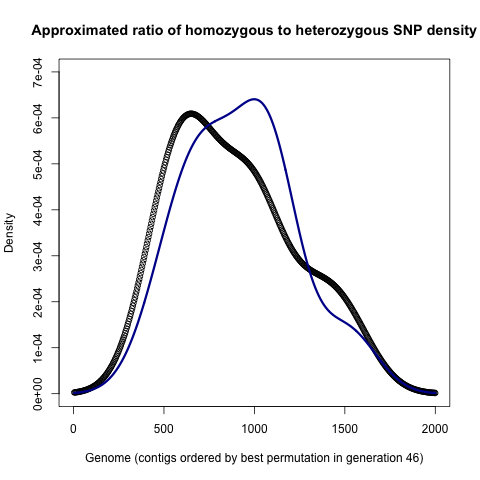 Approximated ratio of homozygous to heterozygous SNP density
Density
7e-04
6e-04
5e-04
4e-04
3e-04
2e-04
1e-04
0e+00
0 500 1000 1500 2000
Genome (contigs ordered by best permutation in generation 46)